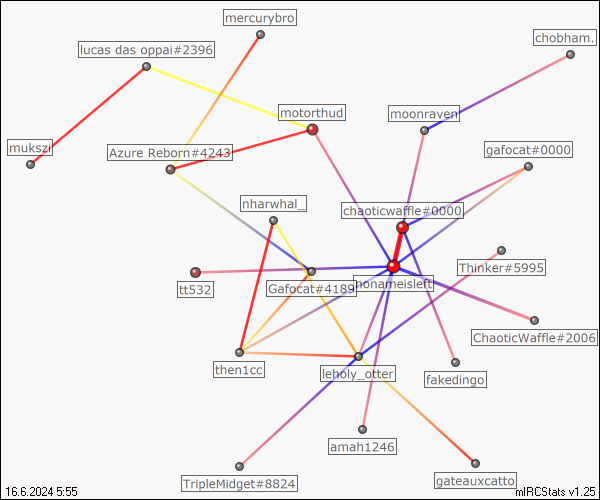 mercurybro
chobham.
lucas das oppai#2396
motorthud
moonraven
mukszi
Azure Reborn#4243
gafocat#0000
nharwhal_
chaoticwaffle#0000
Thinker#5995
tt532
Gafocat#4189
nonameisleft
ChaoticWaffle#2006
then1cc
leholy_otter
fakedingo
amah1246
TripleMidget#8824
gateauxcatto
16.6.2024 5:55
mIRCStats v1.25